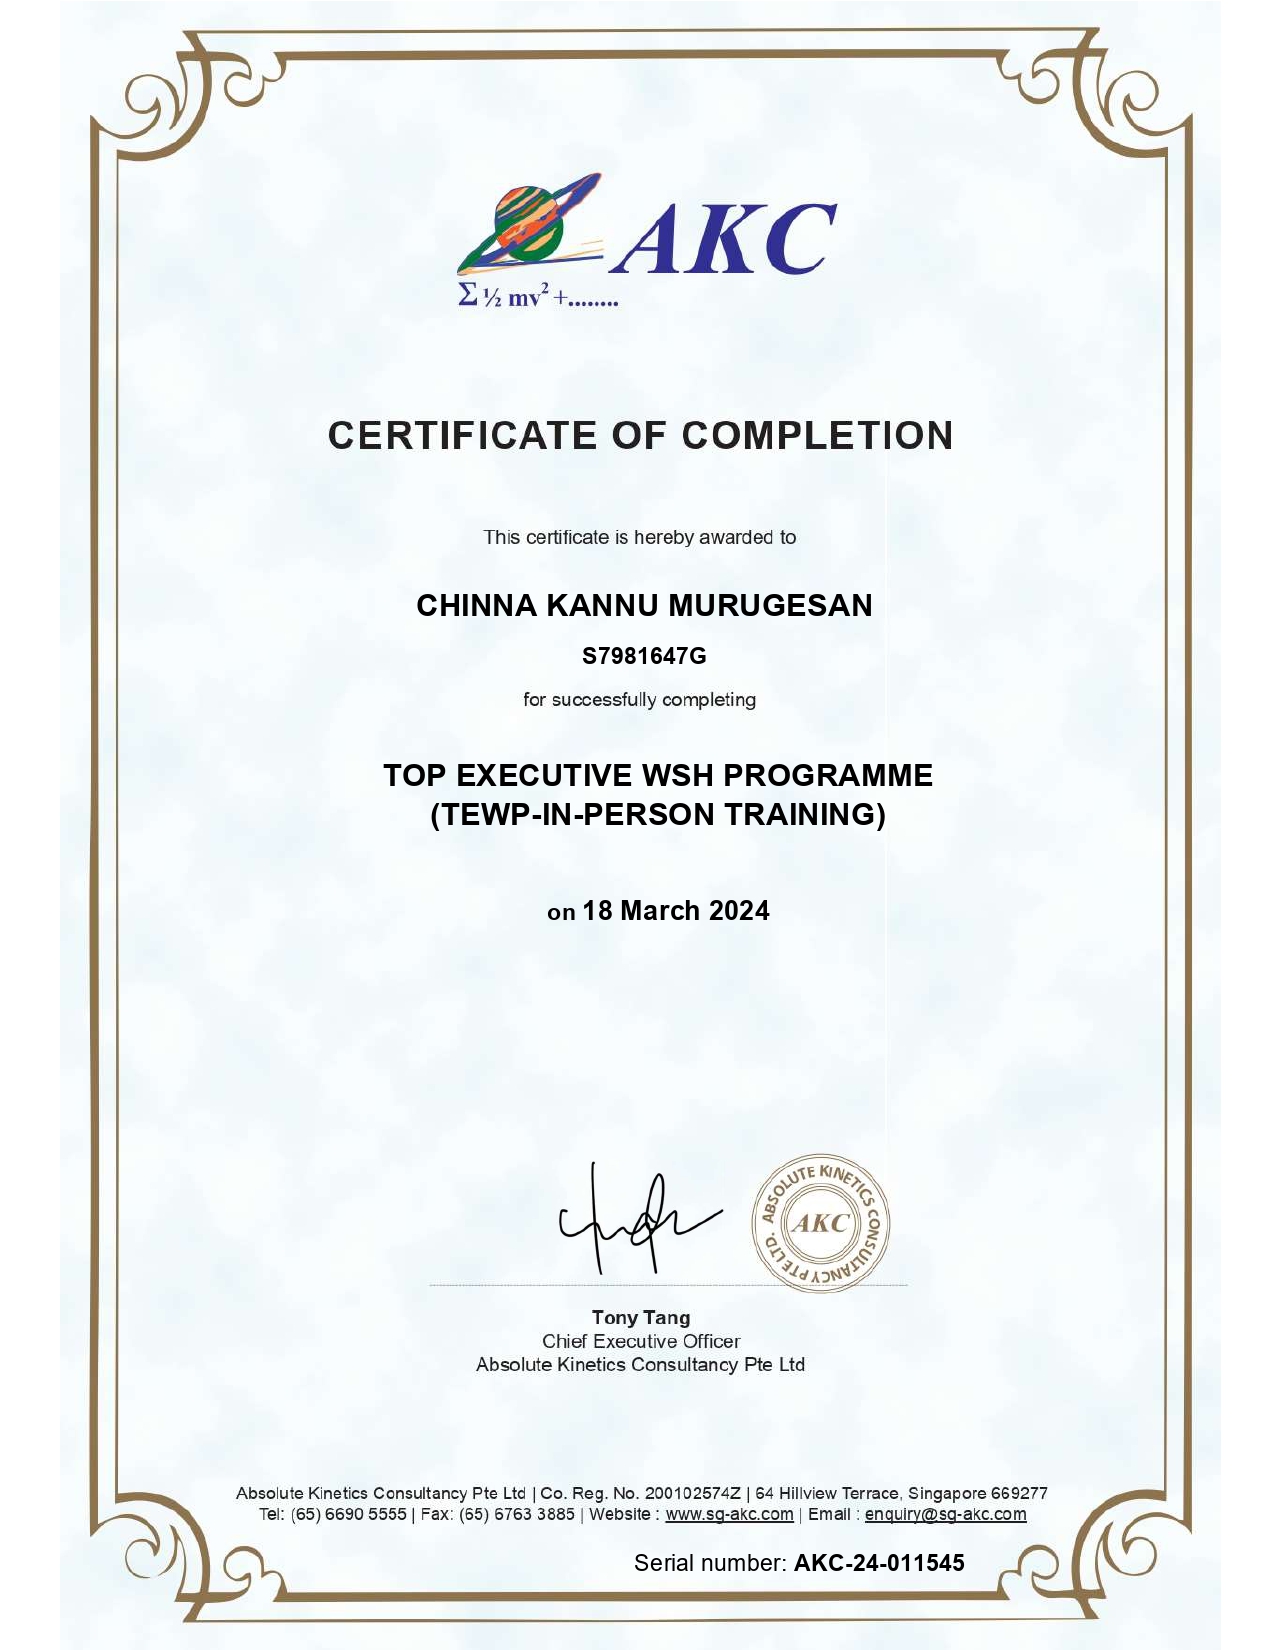 AKC
Σ ½ mv² +........
CERTIFICATE OF COMPLETION
This certificate is hereby awarded to
CHINNA KANNU MURUGESAN
S7981647G
for successfully completing
TOP EXECUTIVE WSH PROGRAMME
(TEWP-IN-PERSON TRAINING)
on 18 March 2024
ABSOLUTE KINETICS CONSULTANCY PTE LTD.
AKC
Tony Tang
Chief Executive Officer
Absolute Kinetics Consultancy Pte Ltd
Absolute Kinetics Consultancy Pte Ltd | Co. Reg. No. 200102574Z | 64 Hillview Terrace, Singapore 669277
Tel: (65) 6690 5555 | Fax: (65) 6763 3885 | Website : www.sg-akc.com | Email : enquiry@sg-akc.com
Serial number: AKC-24-011545